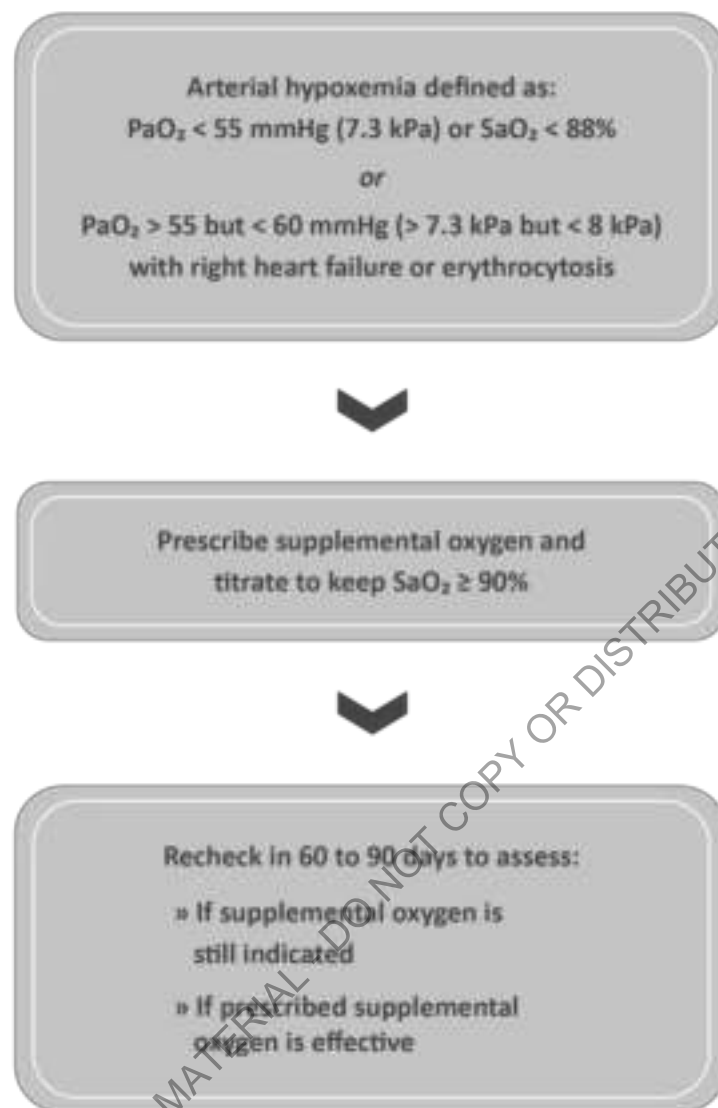 Arterial hypoxemia defined as:
PaO₂ < 55 mmHg (7.3 kPa) or SaO₂ < 88%
or
PaO₂ > 55 but < 60 mmHg (> 7.3 kPa but < 8 kPa)
with right heart failure or erythrocytosis
Prescribe supplemental oxygen and
titrate to keep SaO₂ ≥ 90%
Recheck in 60 to 90 days to assess:
» If supplemental oxygen is
still indicated
» If prescribed supplemental
oxygen is effective
MATERIAL - DO NOT COPY OR DISTRIBUT